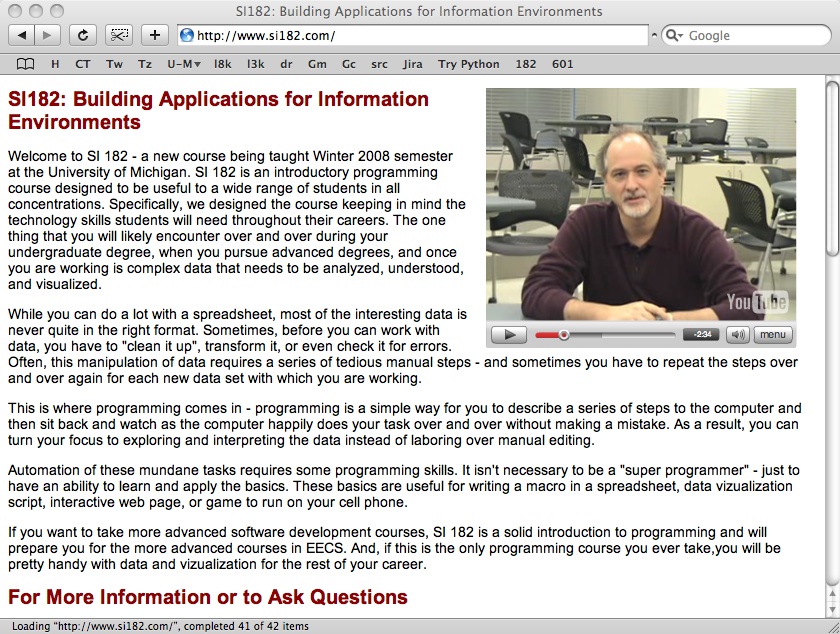 SI182: Building Applications for Information Environments
http://www.si182.com/
Google
H CT Tw Tz U-M▾ l8k l3k dr Gm Gc src Jira Try Python 182 601
SI182: Building Applications for Information
Environments
Welcome to SI 182 - a new course being taught Winter 2008 semester
at the University of Michigan. SI 182 is an introductory programming
course designed to be useful to a wide range of students in all
concentrations. Specifically, we designed the course keeping in mind the
technology skills students will need throughout their careers. The one
thing that you will likely encounter over and over during your
undergraduate degree, when you pursue advanced degrees, and once
you are working is complex data that needs to be analyzed, understood,
and visualized.
YouTube
-2:34
menu
While you can do a lot with a spreadsheet, most of the interesting data is
never quite in the right format. Sometimes, before you can work with
data, you have to "clean it up", transform it, or even check it for errors.
Often, this manipulation of data requires a series of tedious manual steps - and sometimes you have to repeat the steps over
and over again for each new data set with which you are working.
This is where programming comes in - programming is a simple way for you to describe a series of steps to the computer and
then sit back and watch as the computer happily does your task over and over without making a mistake. As a result, you can
turn your focus to exploring and interpreting the data instead of laboring over manual editing.
Automation of these mundane tasks requires some programming skills. It isn't necessary to be a "super programmer" - just to
have an ability to learn and apply the basics. These basics are useful for writing a macro in a spreadsheet, data vizualization
script, interactive web page, or game to run on your cell phone.
If you want to take more advanced software development courses, SI 182 is a solid introduction to programming and will
prepare you for the more advanced courses in EECS. And, if this is the only programming course you ever take,you will be
pretty handy with data and vizualization for the rest of your career.
For More Information or to Ask Questions
Loading "http://www.si182.com/", completed 41 of 42 items